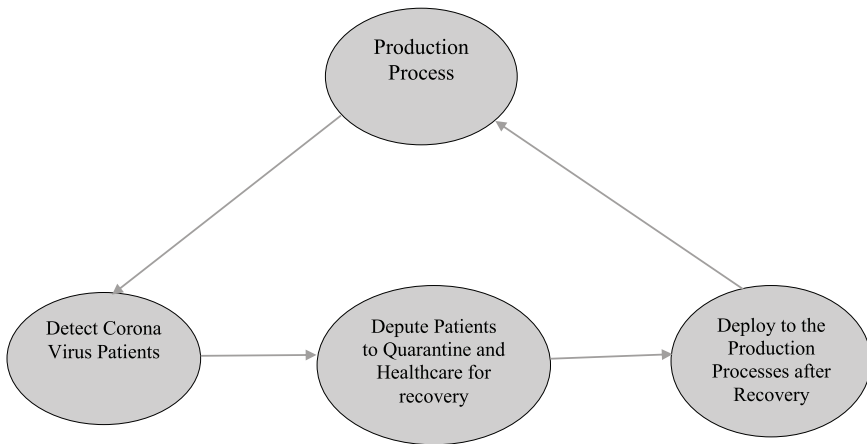 Production
Process
Detect Corona
Virus Patients
Depute Patients
to Quarantine and
Healthcare for
recovery
Deploy to the
Production
Processes after
Recovery